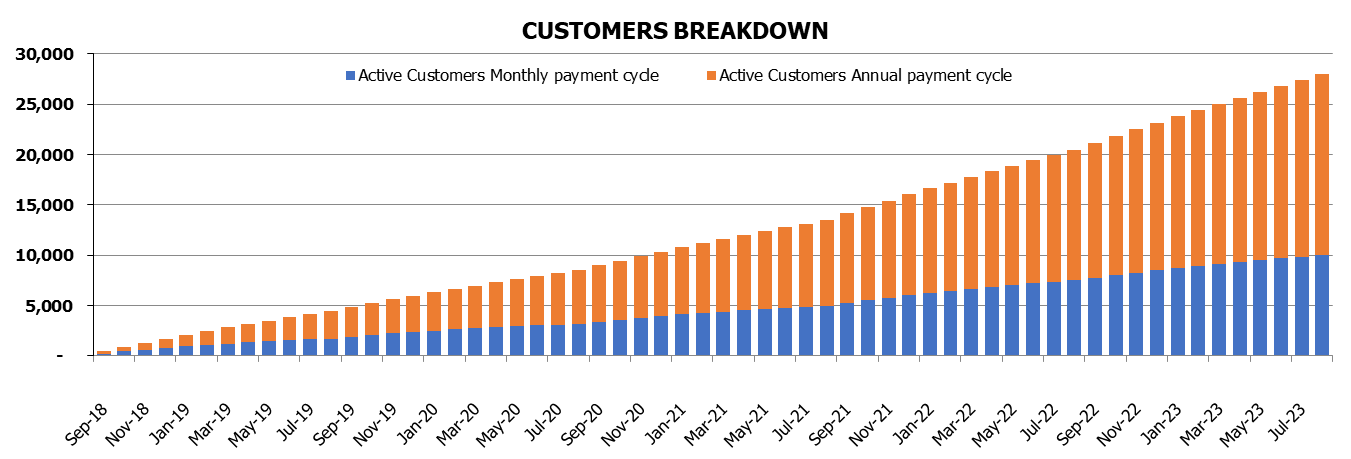 CUSTOMERS BREAKDOWN
30,000
Active Customers Monthly payment cycle
Active Customers Annual payment cycle
25,000
20,000
15,000
10,000
5,000
-
Sep-18
Nov-18
Jan-19
Mar-19
May-19
Jul-19
Sep-19
Nov-19
Jan-20
Mar-20
May-20
Jul-20
Sep-20
Nov-20
Jan-21
Mar-21
May-21
Jul-21
Sep-21
Nov-21
Jan-22
Mar-22
May-22
Jul-22
Sep-22
Nov-22
Jan-23
Mar-23
May-23
Jul-23